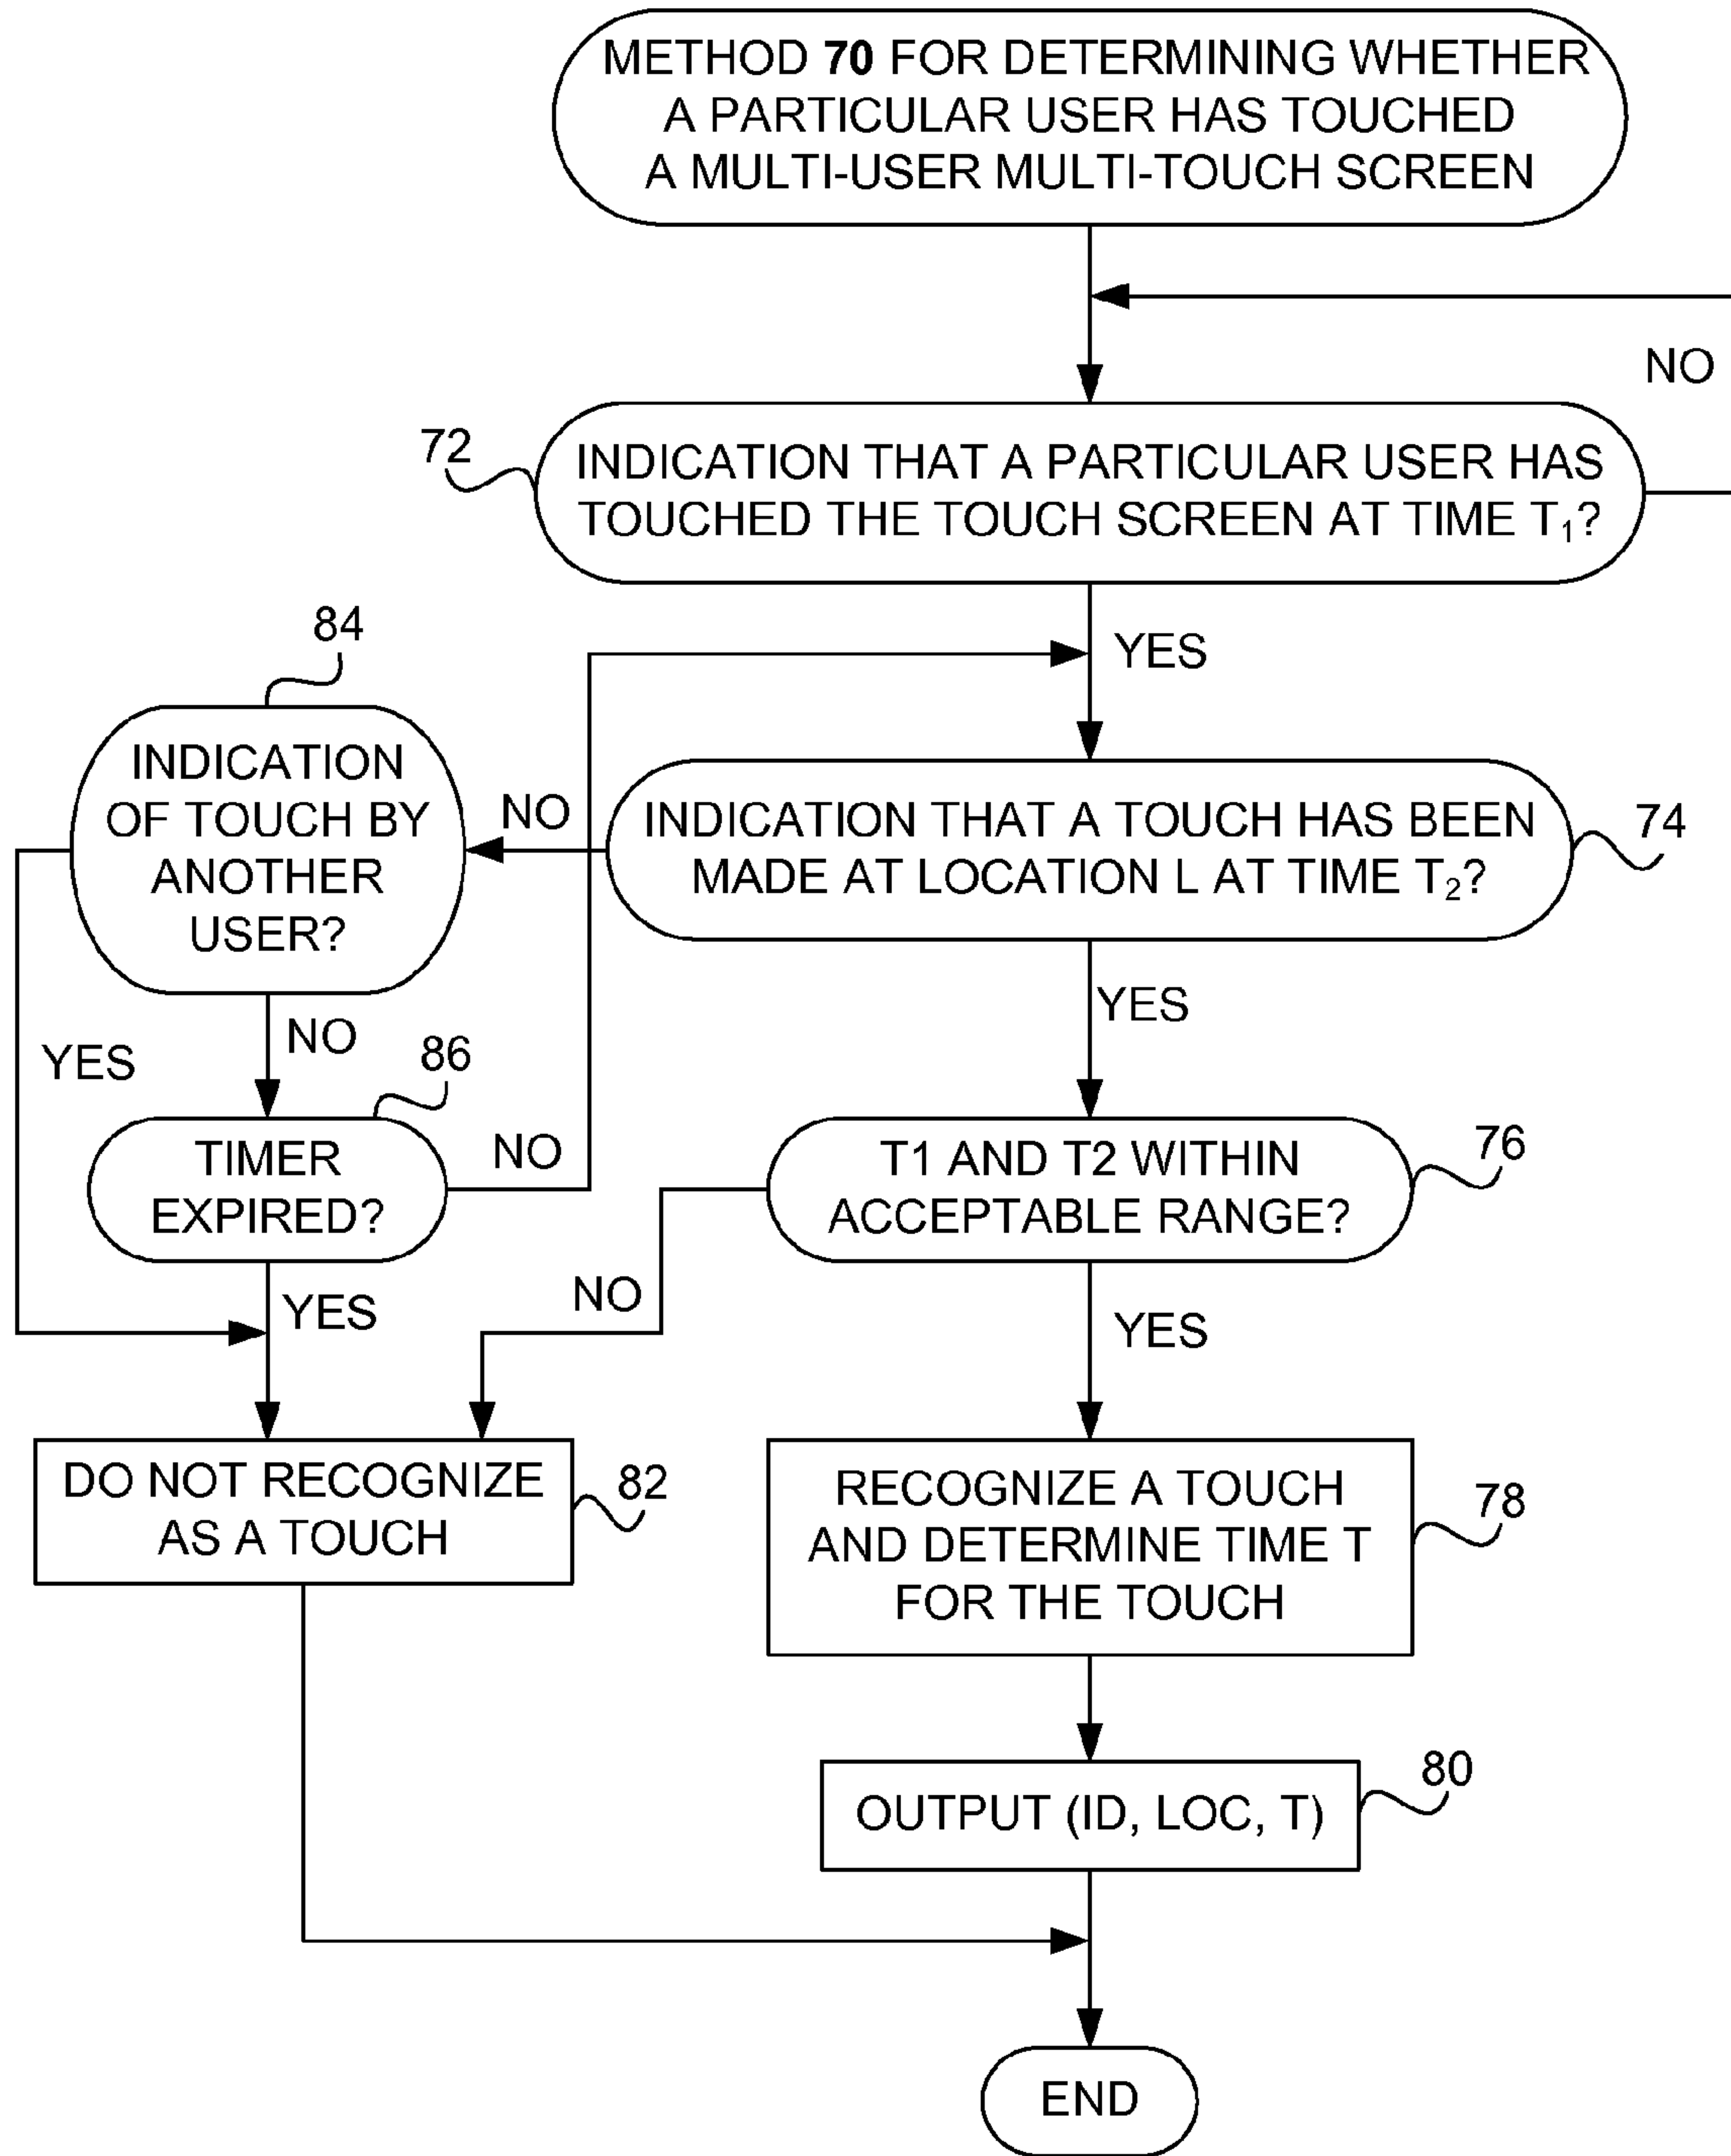 METHOD 70 FOR DETERMINING WHETHER
A PARTICULAR USER HAS TOUCHED
A MULTI-USER MULTI-TOUCH SCREEN
NO
72
INDICATION THAT A PARTICULAR USER HAS
TOUCHED THE TOUCH SCREEN AT TIME T₁?
YES
84
INDICATION
OF TOUCH BY
ANOTHER
USER?
NO
INDICATION THAT A TOUCH HAS BEEN
MADE AT LOCATION L AT TIME T₂?
74
YES
NO
YES
86
TIMER
EXPIRED?
NO
T1 AND T2 WITHIN
ACCEPTABLE RANGE?
76
YES
NO
YES
DO NOT RECOGNIZE
AS A TOUCH
82
RECOGNIZE A TOUCH
AND DETERMINE TIME T
FOR THE TOUCH
78
OUTPUT (ID, LOC, T)
80
END